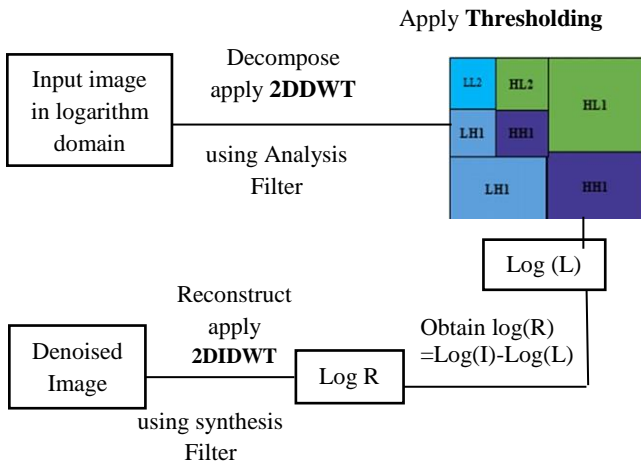 Apply Thresholding
Input image
in logarithm
domain
Decompose
apply 2DDWT
using Analysis
Filter
LL2
HL2
HL1
LH1
HH1
LH1
HH1
Log (L)
Obtain log(R)
=Log(I)-Log(L)
Log R
Reconstruct
apply
2DIDWT
using synthesis
Filter
Denoised
Image